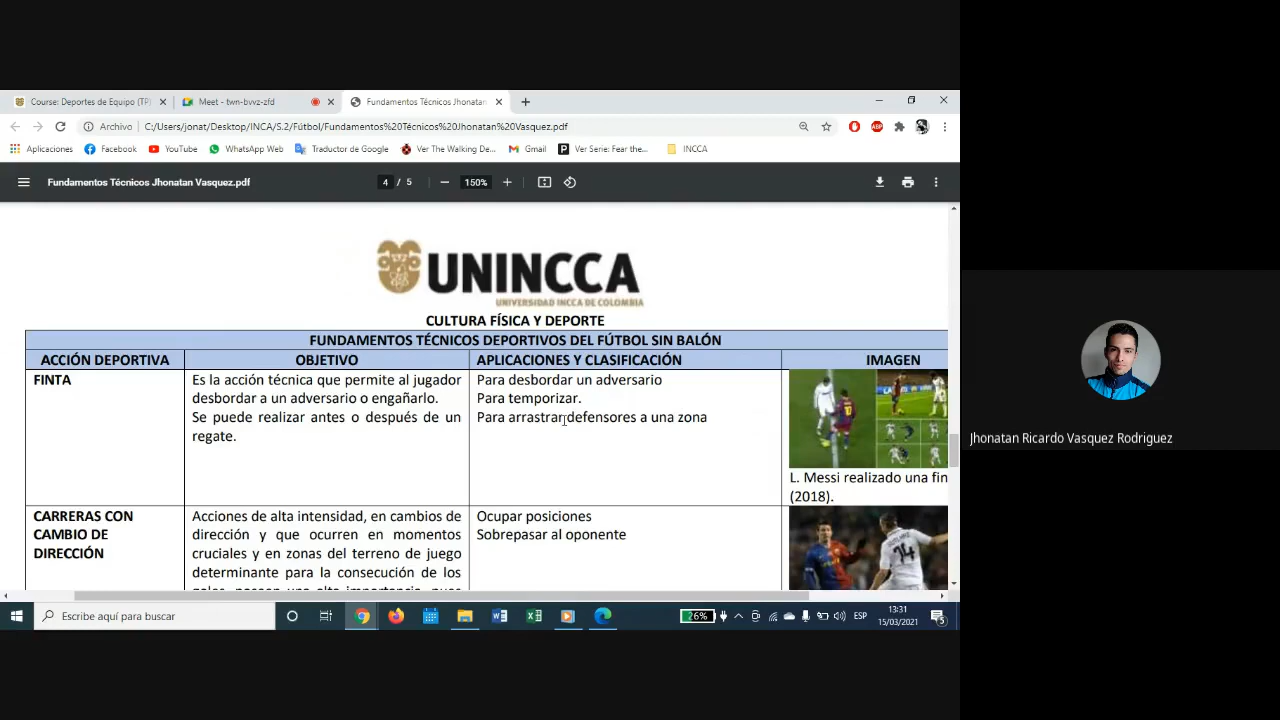 Course: Deportes de Equipo (TP)
Meet - twn-bvvz-zfd
Fundamentos Técnicos Jhonatan
Archivo
C:/Users/jonat/Desktop/INCA/S.2/Fútbol/Fundamentos%20Técnicos%20Jhonatan%20Vasquez.pdf
ABP
Aplicaciones
Facebook
YouTube
WhatsApp Web
Traductor de Google
Ver The Walking De...
Gmail
Ver Serie: Fear the...
INCCA
Fundamentos Técnicos Jhonatan Vasquez.pdf
4 / 5
150%
UNINCCA
UNIVERSIDAD INCCA DE COLOMBIA
CULTURA FÍSICA Y DEPORTE
FUNDAMENTOS TÉCNICOS DEPORTIVOS DEL FÚTBOL SIN BALÓN
ACCIÓN DEPORTIVA
OBJETIVO
APLICACIONES Y CLASIFICACIÓN
IMAGEN
FINTA
Es la acción técnica que permite al jugador
desbordar a un adversario o engañarlo.
Se puede realizar antes o después de un
regate.
Para desbordar un adversario
Para temporizar.
Para arrastrar defensores a una zona
10
L. Messi realizado una fin
(2018).
CARRERAS CON
CAMBIO DE
DIRECCIÓN
Acciones de alta intensidad, en cambios de
dirección y que ocurren en momentos
cruciales y en zonas del terreno de juego
determinante para la consecución de los
Ocupar posiciones
Sobrepasar al oponente
14
Jhonatan Ricardo Vasquez Rodriguez
Escribe aquí para buscar
26%
ESP
13:31
15/03/2021
5